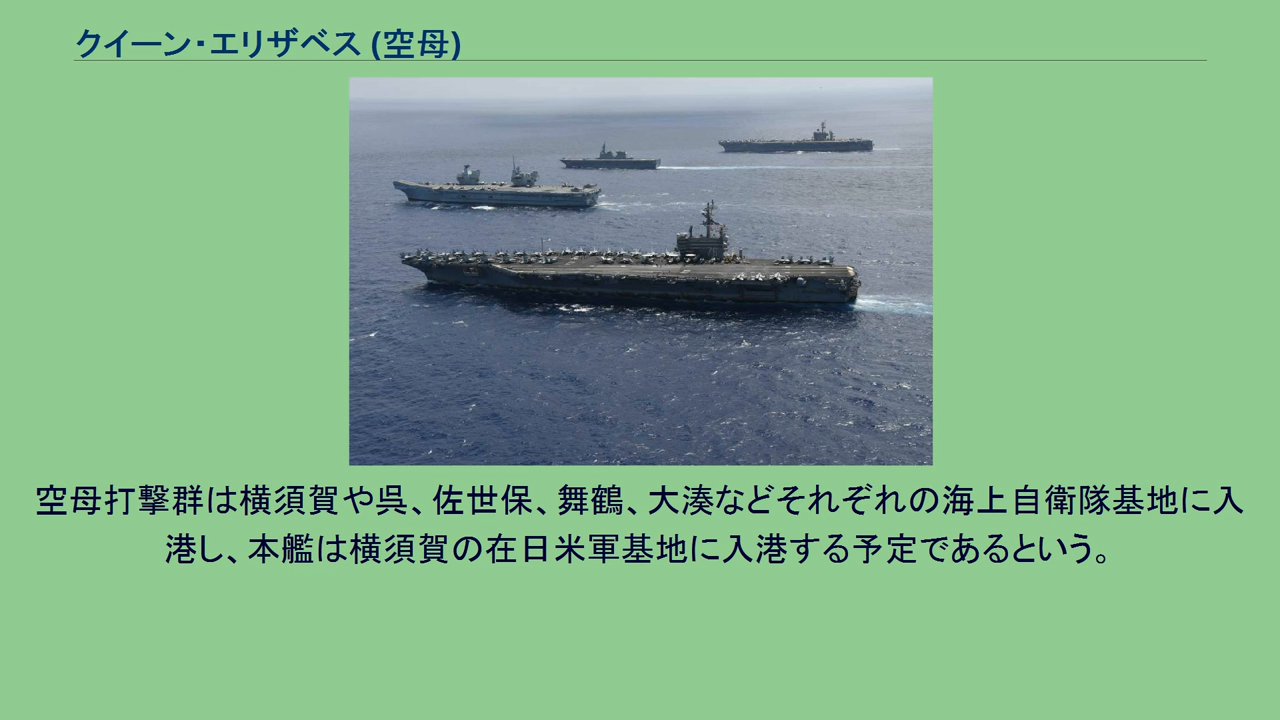 クイーン・エリザベス (空母)
空母打撃群は横須賀や呉、佐世保、舞鶴、大湊などそれぞれの海上自衛隊基地に入
港し、本艦は横須賀の在日米軍基地に入港する予定であるという。